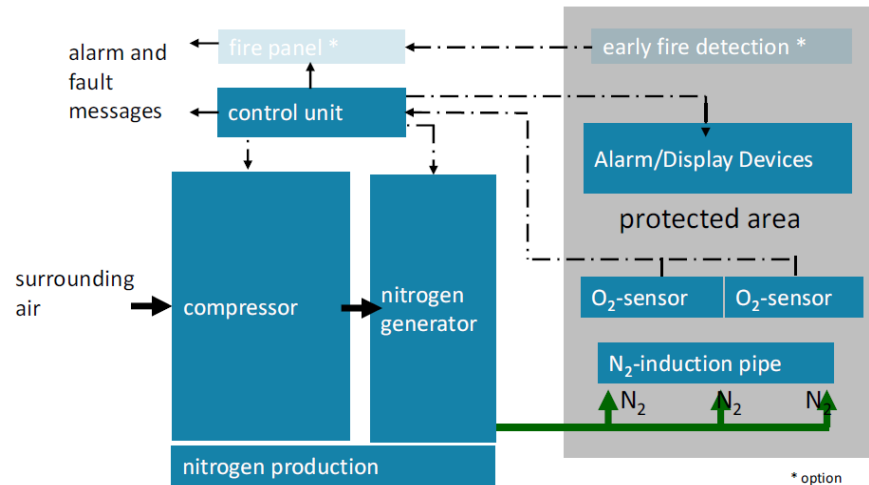 fire panel *
early fire detection *
alarm and
fault
messages
control unit
Alarm/Display Devices
protected area
surrounding
air
compressor
nitrogen
generator
O₂-sensor
O₂-sensor
N₂-induction pipe
N₂
N₂
N₂
nitrogen production
* option